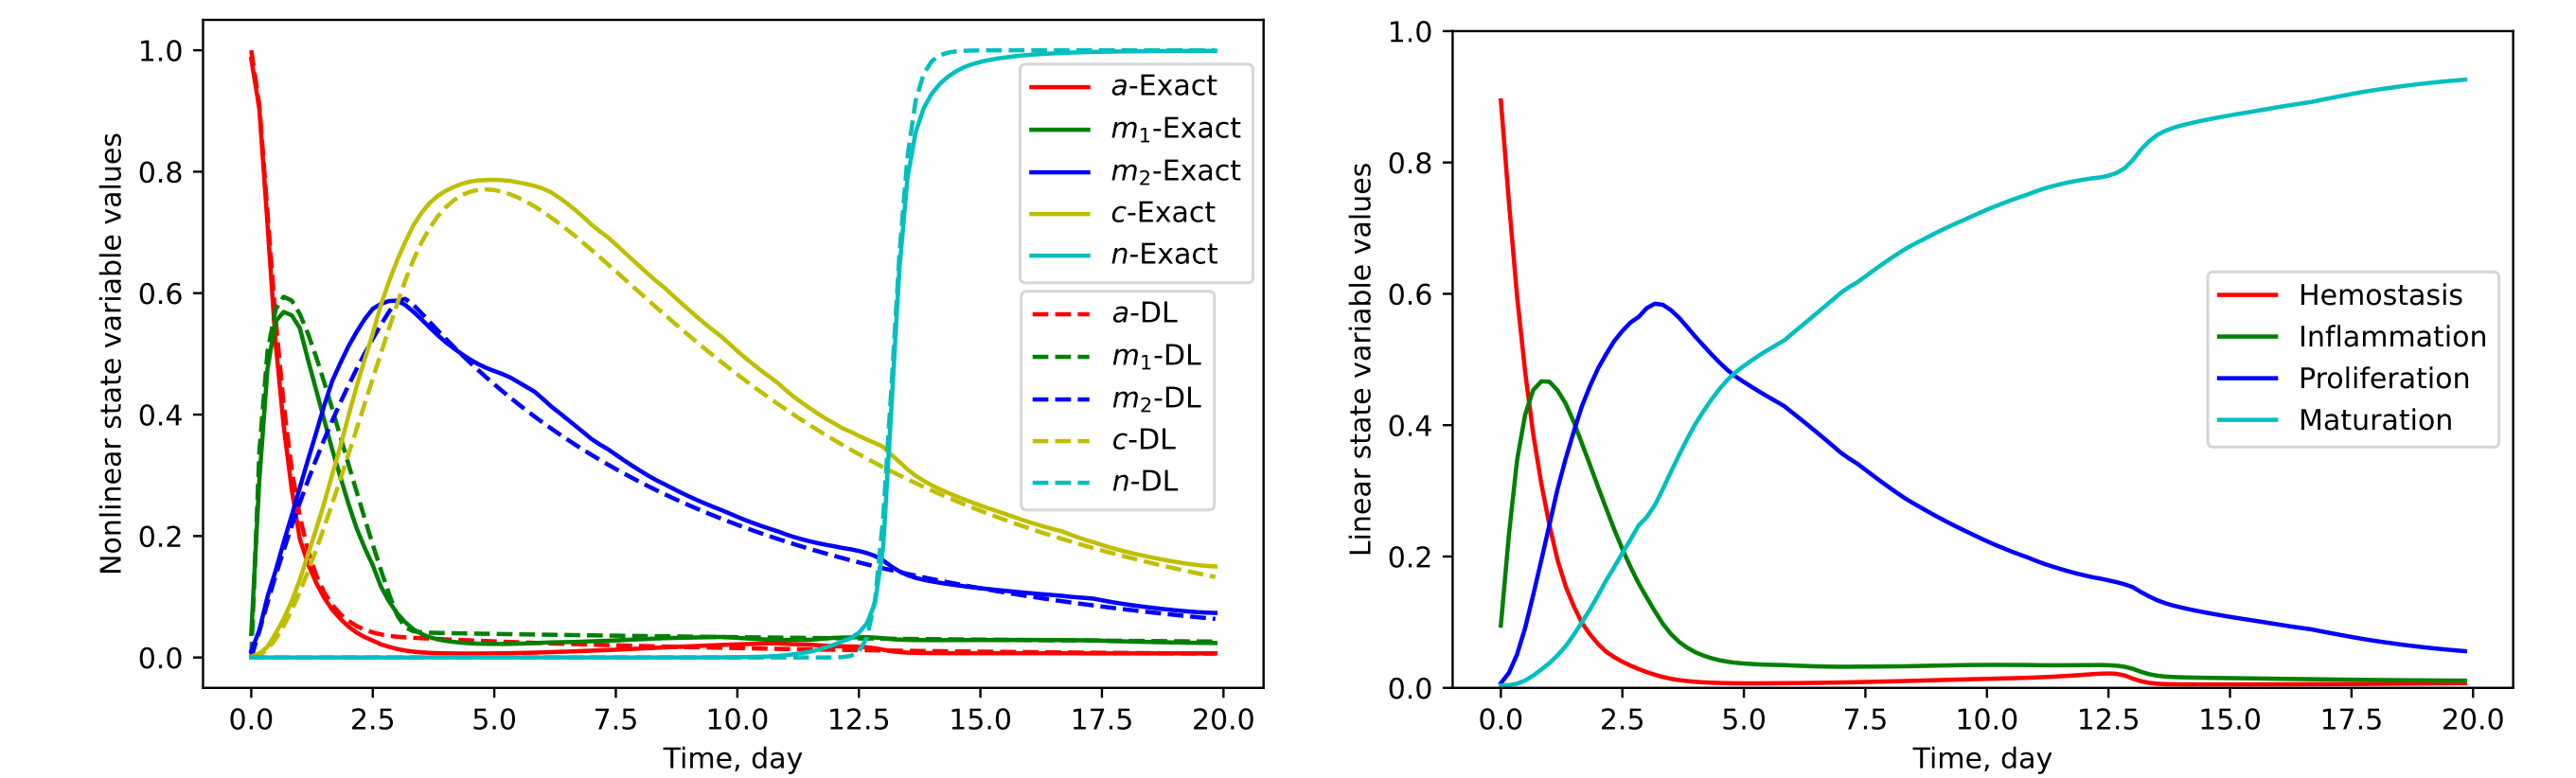 Nonlinear state variable values
1.0
0.8
0.6
0.4
0.2
0.0
0.0 2.5 5.0 7.5 10.0 12.5 15.0 17.5 20.0
Time, day
a-Exact
m₁-Exact
m₂-Exact
c-Exact
n-Exact
a-DL
m₁-DL
m₂-DL
c-DL
n-DL
Linear state variable values
1.0
0.8
0.6
0.4
0.2
0.0
0.0 2.5 5.0 7.5 10.0 12.5 15.0 17.5 20.0
Time, day
Hemostasis
Inflammation
Proliferation
Maturation